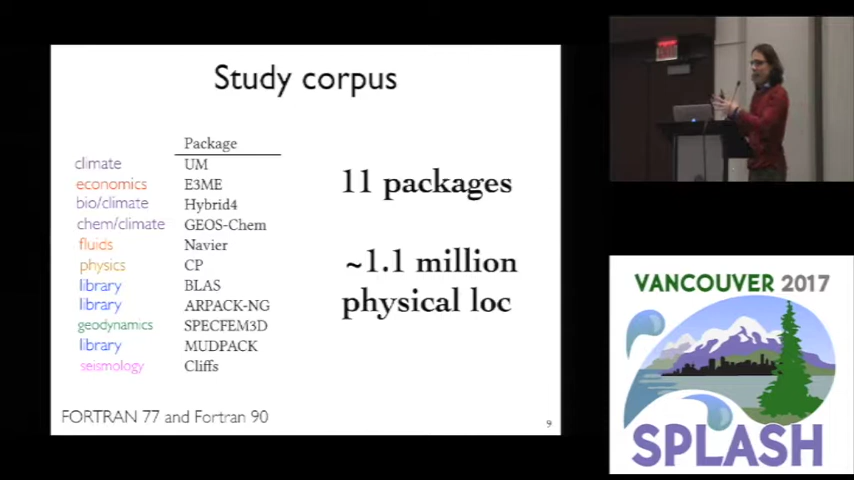 Study corpus
Package
climate UM
economics E3ME
bio/climate Hybrid4
chem/climate GEOS-Chem
fluids Navier
physics CP
library BLAS
library ARPACK-NG
geodynamics SPECFEM3D
library MUDPACK
seismology Cliffs
11 packages
~1.1 million
physical loc
FORTRAN 77 and Fortran 90
9
VANCOUVER 2017
SPLASH